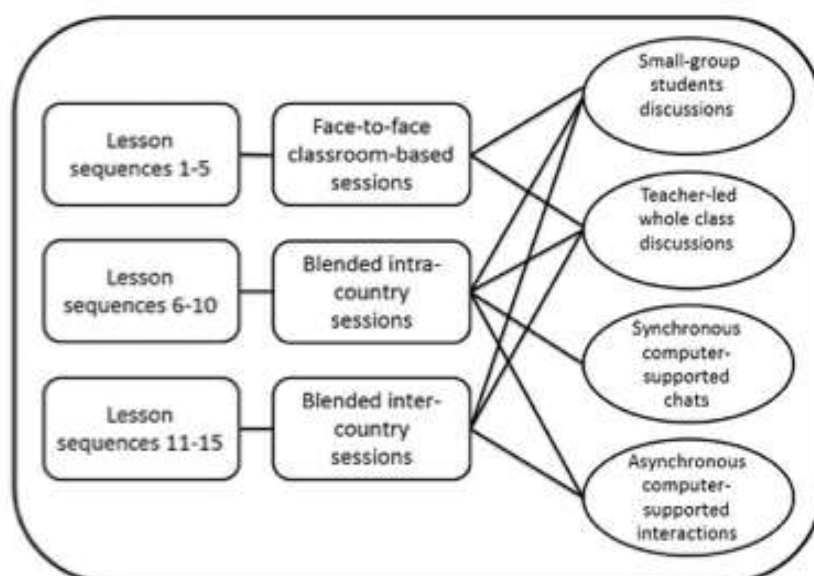 Lesson
sequences 1-5
Face-to-face
classroom-based
sessions
Small-group
students
discussions
Teacher-led
whole class
discussions
Lesson
sequences 6-10
Blended intra-
country
sessions
Synchronous
computer-
supported
chats
Lesson
sequences 11-15
Blended inter-
country
sessions
Asynchronous
computer-
supported
interactions